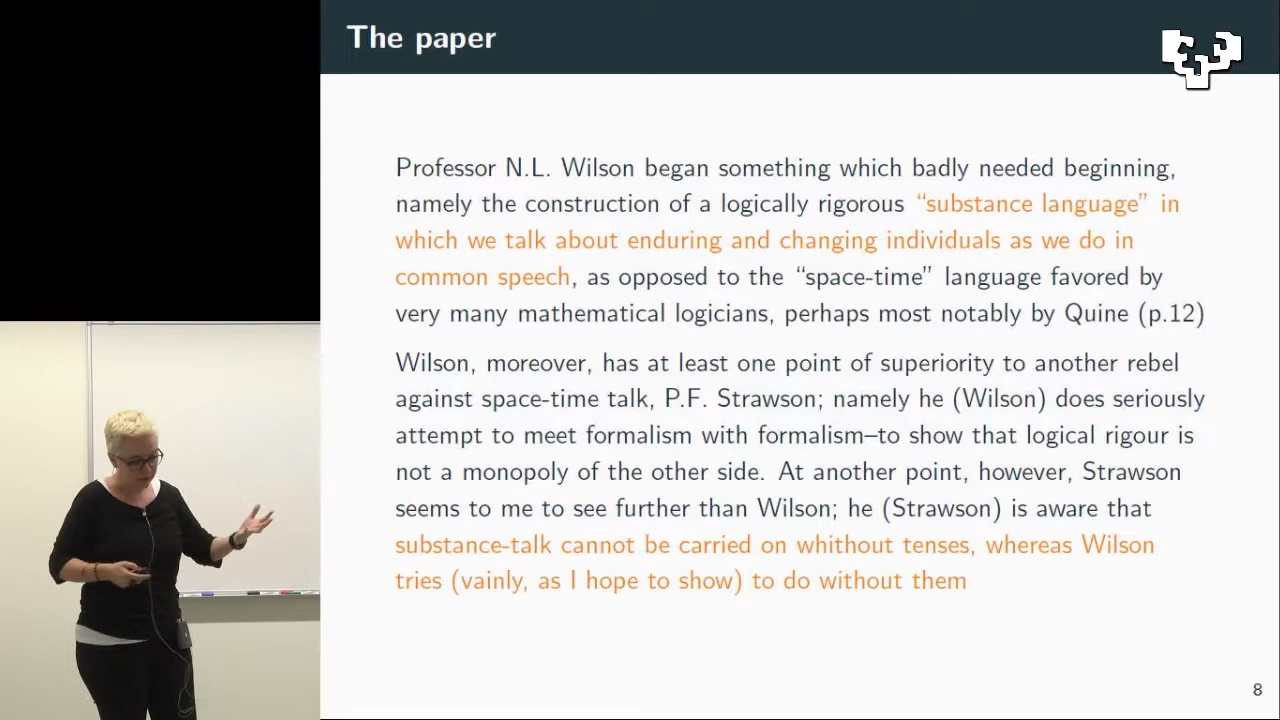 The paper
Professor N.L. Wilson began something which badly needed beginning,
namely the construction of a logically rigorous “substance language” in
which we talk about enduring and changing individuals as we do in
common speech, as opposed to the “space-time” language favored by
very many mathematical logicians, perhaps most notably by Quine (p.12)
Wilson, moreover, has at least one point of superiority to another rebel
against space-time talk, P.F. Strawson; namely he (Wilson) does seriously
attempt to meet formalism with formalism–to show that logical rigour is
not a monopoly of the other side. At another point, however, Strawson
seems to me to see further than Wilson; he (Strawson) is aware that
substance-talk cannot be carried on whithout tenses, whereas Wilson
tries (vainly, as I hope to show) to do without them
8